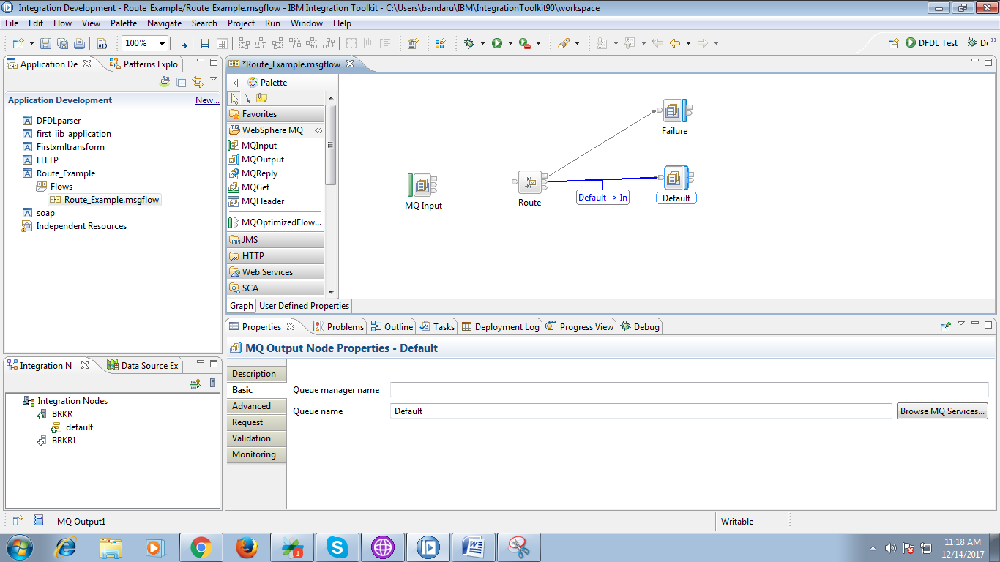 Integration Development - Route_Example/Route_Example.msgflow - IBM Integration Toolkit - C:\Users\bandaru\IBM\IntegrationToolkit90\workspace
File Edit Flow View Palette Navigate Search Project Run Window Help
100%
DFDL Test
D
Application De
Patterns Explo
Application Development
New...
DFDLparser
first_iib_application
Firstxmltransform
HTTP
Route_Example
Flows
Route_Example.msgflow
soap
Independent Resources
*Route_Example.msgflow
Palette
Favorites
WebSphere MQ
MQInput
MQOutput
MQReply
MQGet
MQHeader
MQOptimizedFlow...
JMS
HTTP
Web Services
SCA
Failure
MQ Input
Route
Default -> In
Default
Graph
User Defined Properties
Integration N
Data Source Ex
Integration Nodes
BRKR
default
BRKR1
Properties
Problems
Outline
Tasks
Deployment Log
Progress View
Debug
MQ Output Node Properties - Default
Description
Basic
Advanced
Request
Validation
Monitoring
Queue manager name
Queue name
Default
Browse MQ Services...
MQ Output1
Writable
1
11:18 AM
12/14/2017